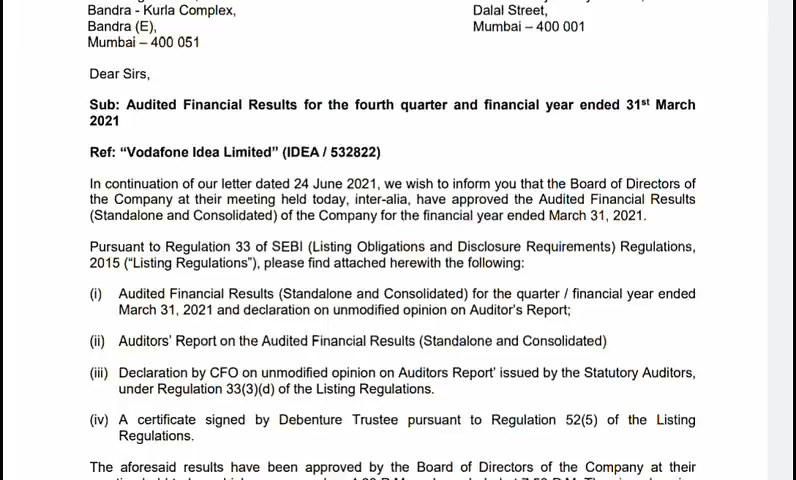 Bandra - Kurla Complex,
Dalal Street,
Bandra (E),
Mumbai – 400 001
Mumbai – 400 051
Dear Sirs,
Sub: Audited Financial Results for the fourth quarter and financial year ended 31st March
2021
Ref: “Vodafone Idea Limited” (IDEA / 532822)
In continuation of our letter dated 24 June 2021, we wish to inform you that the Board of Directors of
the Company at their meeting held today, inter-alia, have approved the Audited Financial Results
(Standalone and Consolidated) of the Company for the financial year ended March 31, 2021.
Pursuant to Regulation 33 of SEBI (Listing Obligations and Disclosure Requirements) Regulations,
2015 (“Listing Regulations”), please find attached herewith the following:
(i) Audited Financial Results (Standalone and Consolidated) for the quarter / financial year ended
March 31, 2021 and declaration on unmodified opinion on Auditor's Report;
(ii) Auditors' Report on the Audited Financial Results (Standalone and Consolidated)
(iii) Declaration by CFO on unmodified opinion on Auditors Report' issued by the Statutory Auditors,
under Regulation 33(3)(d) of the Listing Regulations.
(iv) A certificate signed by Debenture Trustee pursuant to Regulation 52(5) of the Listing
Regulations.
The aforesaid results have been approved by the Board of Directors of the Company at their